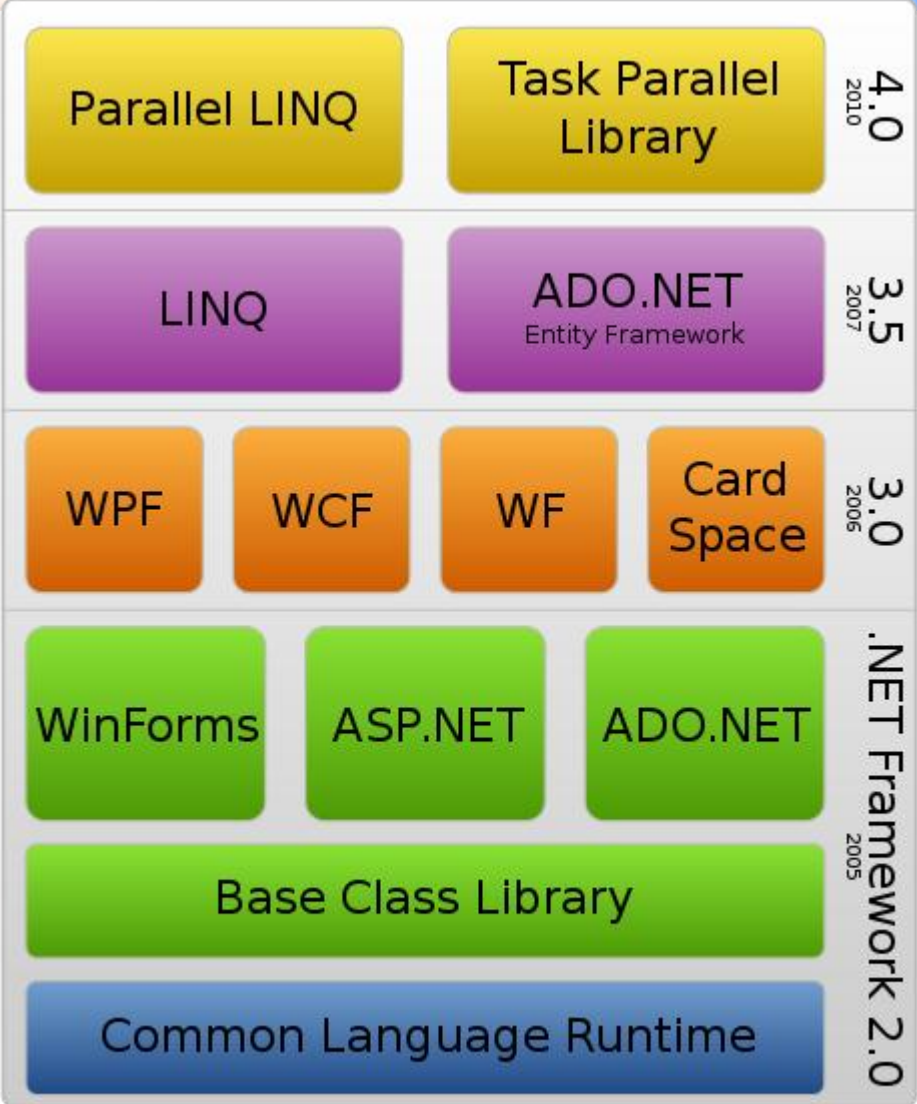 Parallel LINQ
Task Parallel
Library
4.0
2010
LINQ
ADO.NET
Entity Framework
3.5
2007
WPF
WCF
WF
Card
Space
3.0
2006
WinForms
ASP.NET
ADO.NET
Base Class Library
Common Language Runtime
.NET Framework 2.0
2005